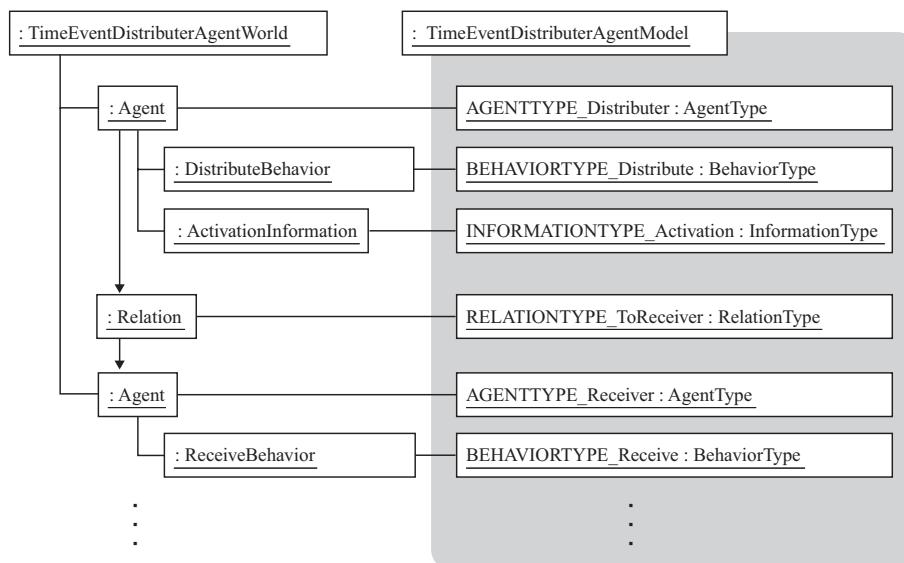 : TimeEventDistributerAgentWorld
: TimeEventDistributerAgentModel
: Agent
AGENTTYPE_Distributer : AgentType
: DistributeBehavior
BEHAVIORTYPE_Distribute : BehaviorType
: ActivationInformation
INFORMATIONTYPE_Activation : InformationType
: Relation
RELATIONTYPE_ToReceiver : RelationType
: Agent
AGENTTYPE_Receiver : AgentType
: ReceiveBehavior
BEHAVIORTYPE_Receive : BehaviorType